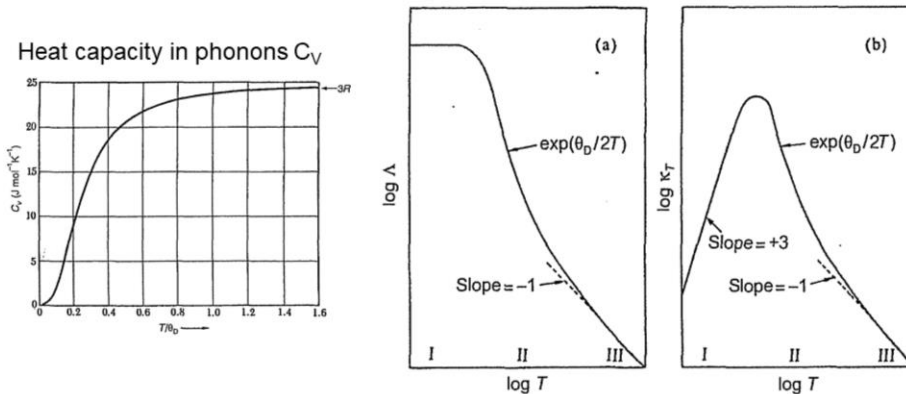 Heat capacity in phonons C_V
25
20
15
10
5
0
C_v (J mol⁻¹K⁻¹)
3R
0 0.2 0.4 0.6 0.8 1.0 1.2 1.4 1.6
T/θ_D
(a)
log Λ
exp(θ_D/2T)
Slope=−1
I II III
log T
(b)
log κ_T
exp(θ_D/2T)
Slope=+3
Slope=−1
I II III
log T